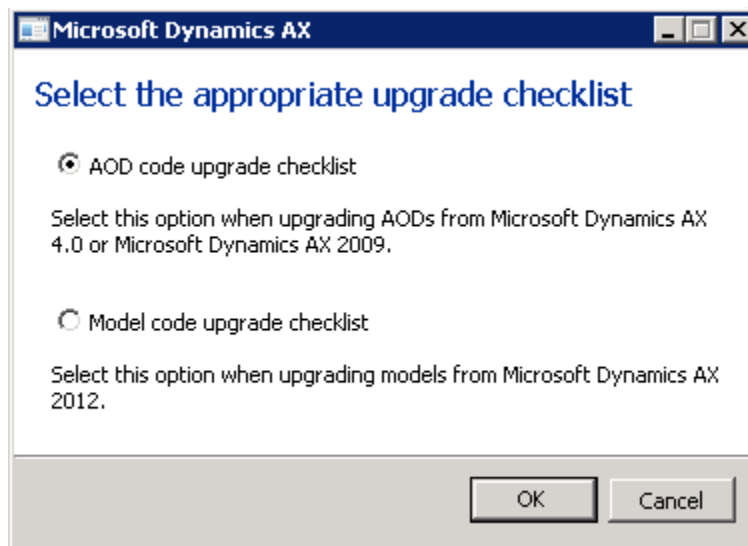 Microsoft Dynamics AX
Select the appropriate upgrade checklist
AOD code upgrade checklist
Select this option when upgrading AODs from Microsoft Dynamics AX
4.0 or Microsoft Dynamics AX 2009.
Model code upgrade checklist
Select this option when upgrading models from Microsoft Dynamics AX
2012.
OK
Cancel